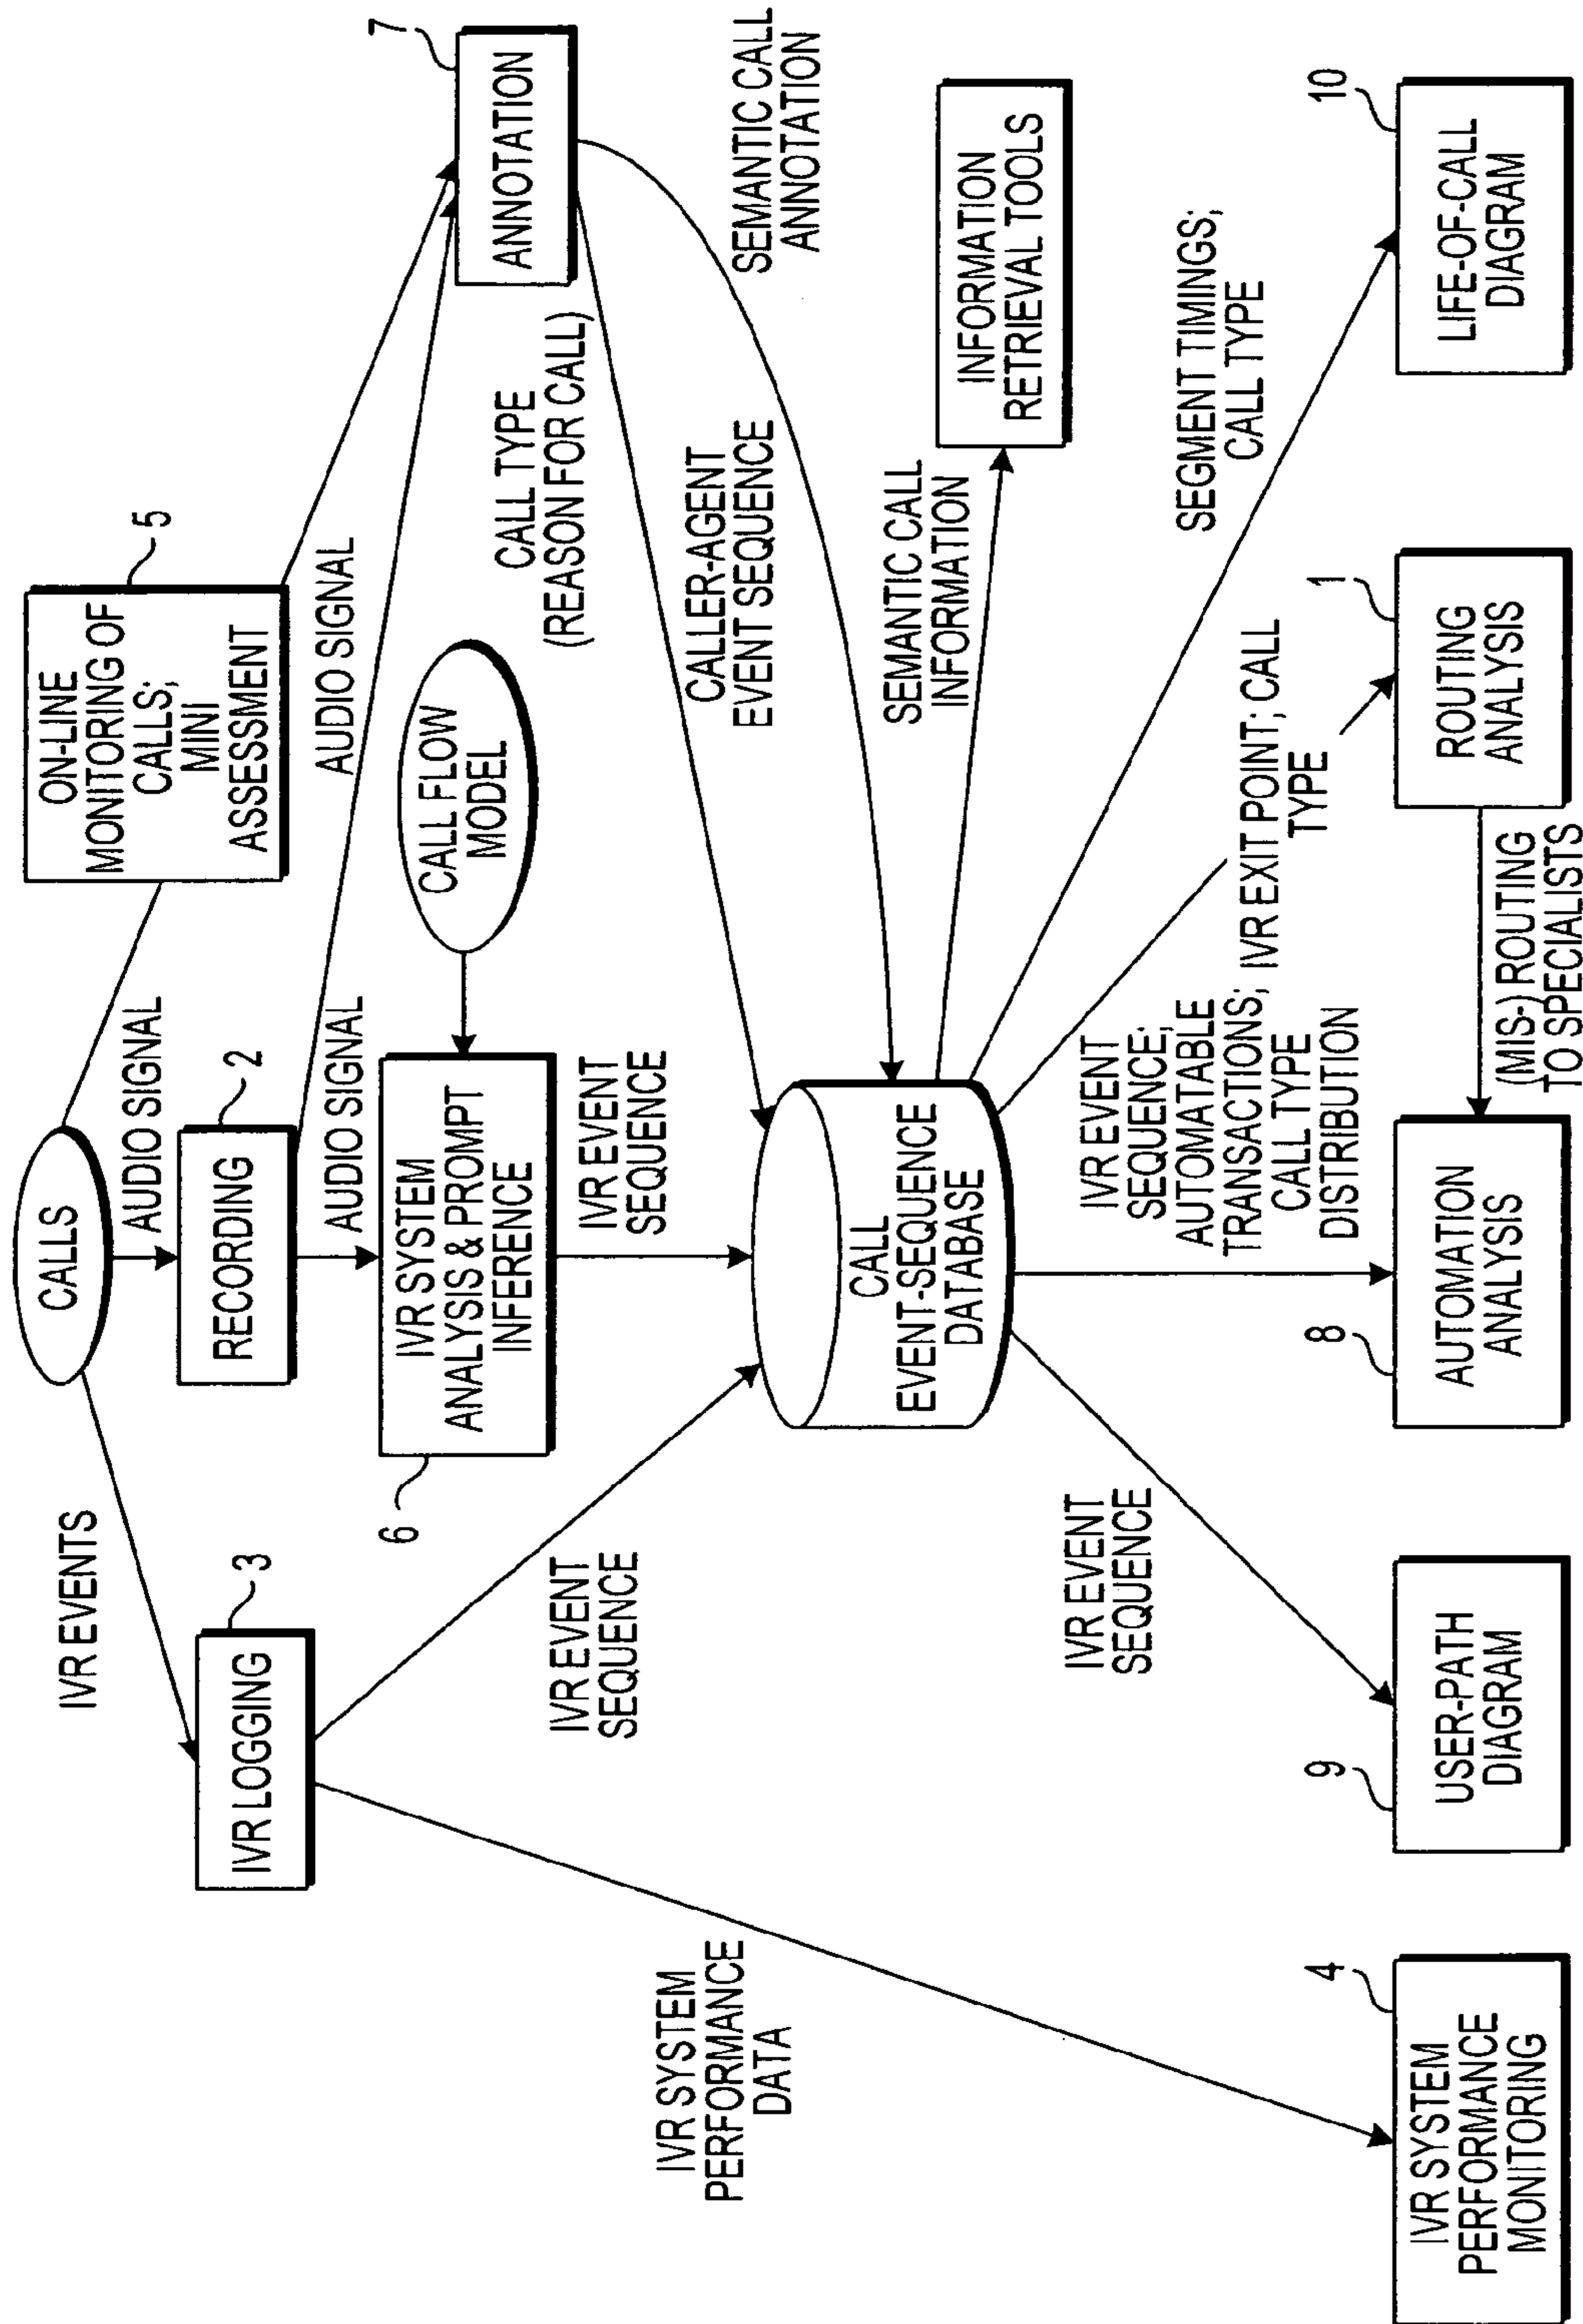 CALLS
IVR EVENTS
AUDIO SIGNAL
ON-LINE
MONITORING OF
CALLS;
MINI
ASSESSMENT
5
IVR LOGGING
3
RECORDING
2
AUDIO SIGNAL
AUDIO SIGNAL
IVR SYSTEM
ANALYSIS & PROMPT
INFERENCE
6
CALL FLOW
MODEL
ANNOTATION
7
IVR EVENT
SEQUENCE
IVR EVENT
SEQUENCE
CALL TYPE
(REASON FOR CALL)
CALLER-AGENT
EVENT SEQUENCE
SEMANTIC CALL
ANNOTATION
IVR SYSTEM
PERFORMANCE
DATA
CALL
EVENT-SEQUENCE
DATABASE
SEMANTIC CALL
INFORMATION
INFORMATION
RETRIEVAL TOOLS
IVR EVENT
SEQUENCE
IVR EVENT
SEQUENCE;
AUTOMATABLE
TRANSACTIONS;
CALL TYPE
DISTRIBUTION
IVR EXIT POINT; CALL
TYPE
SEGMENT TIMINGS;
CALL TYPE
4
IVR SYSTEM
PERFORMANCE
MONITORING
9
USER-PATH
DIAGRAM
8
AUTOMATION
ANALYSIS
(MIS-) ROUTING
TO SPECIALISTS
1
ROUTING
ANALYSIS
10
LIFE-OF-CALL
DIAGRAM